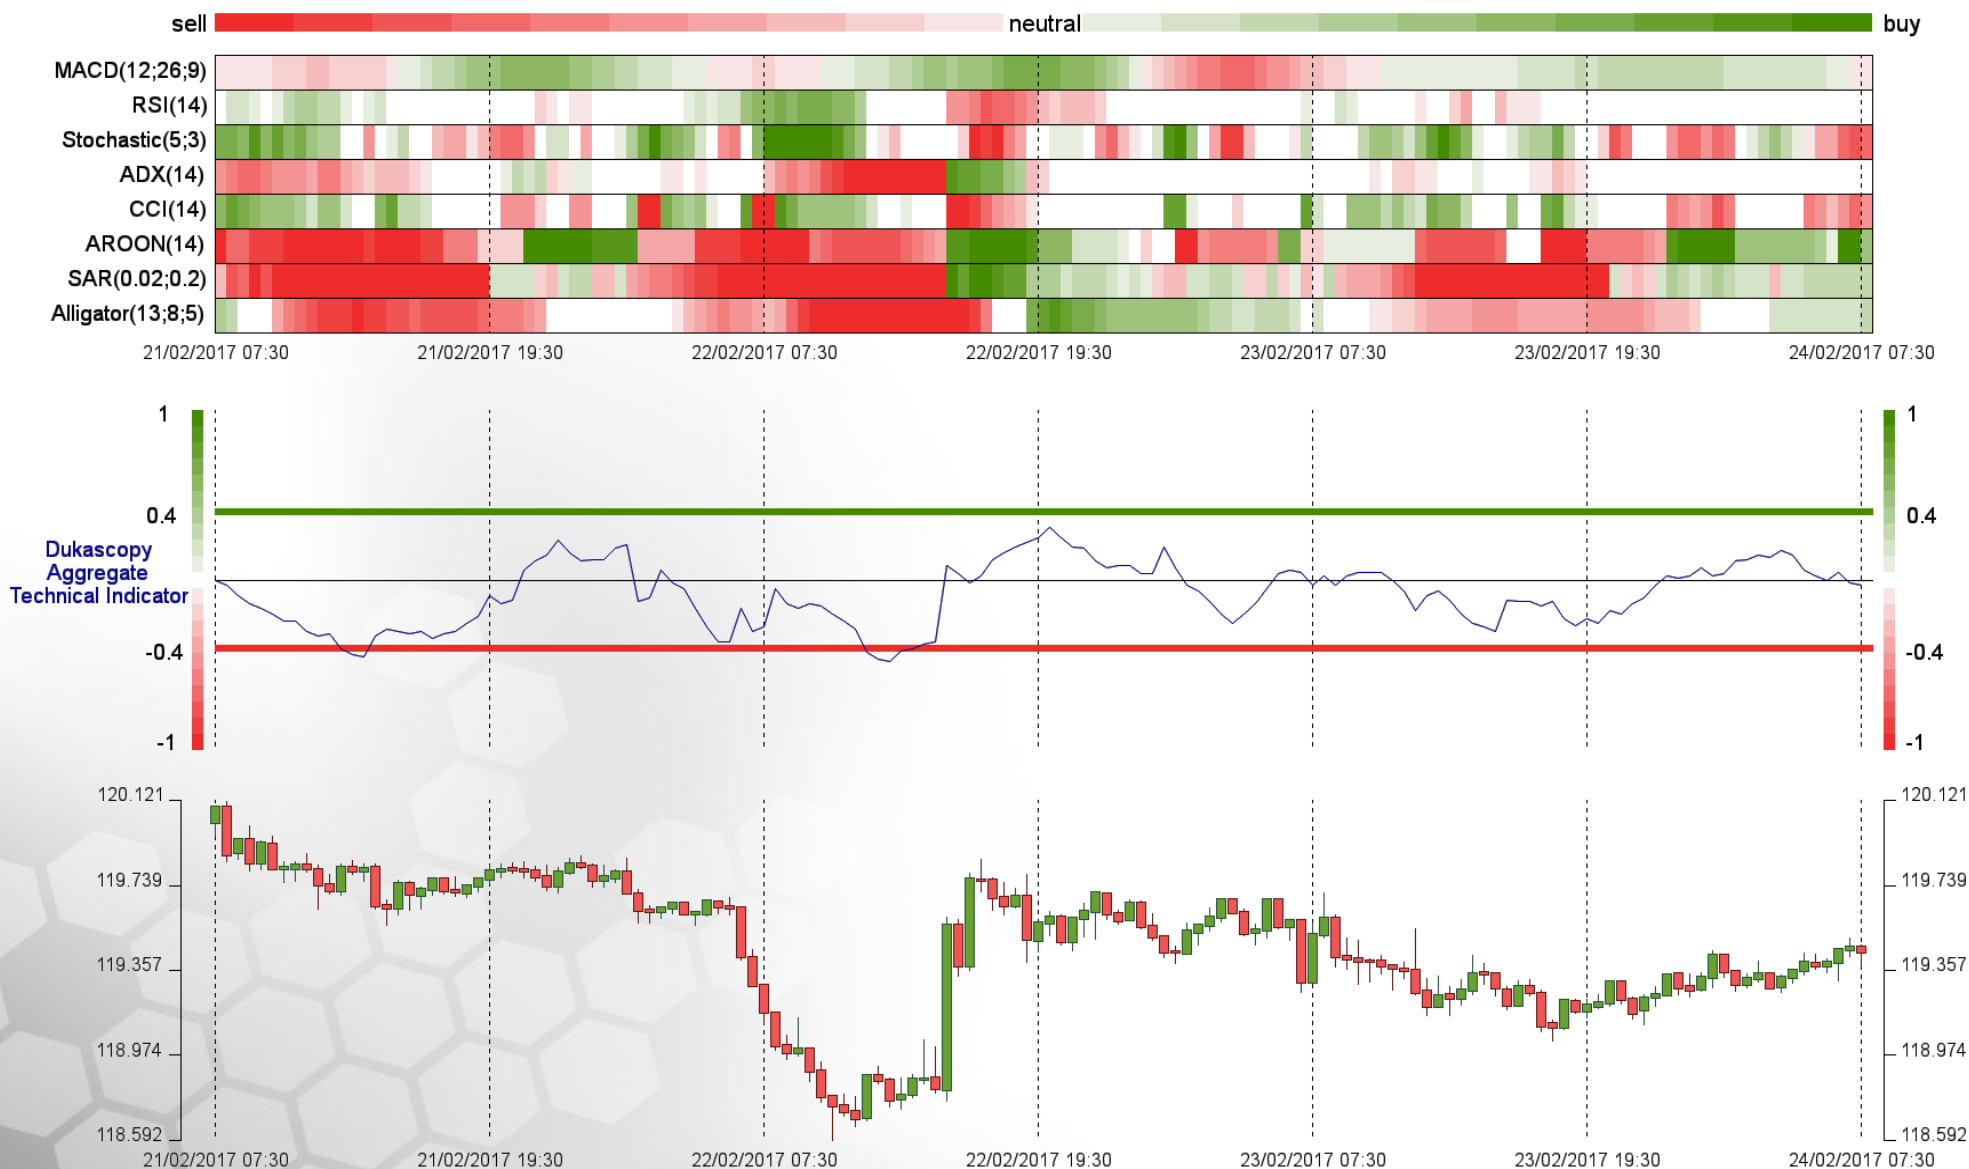 sell neutral buy
MACD(12;26;9)
RSI(14)
Stochastic(5;3)
ADX(14)
CCI(14)
AROON(14)
SAR(0.02;0.2)
Alligator(13;8;5)
21/02/2017 07:30 21/02/2017 19:30 22/02/2017 07:30 22/02/2017 19:30 23/02/2017 07:30 23/02/2017 19:30 24/02/2017 07:30
1 1
0.4 0.4
Dukascopy
Aggregate
Technical Indicator
-0.4 -0.4
-1 -1
120.121 120.121
119.739 119.739
119.357 119.357
118.974 118.974
118.592 118.592
21/02/2017 07:30 21/02/2017 19:30 22/02/2017 07:30 22/02/2017 19:30 23/02/2017 07:30 23/02/2017 19:30 24/02/2017 07:30